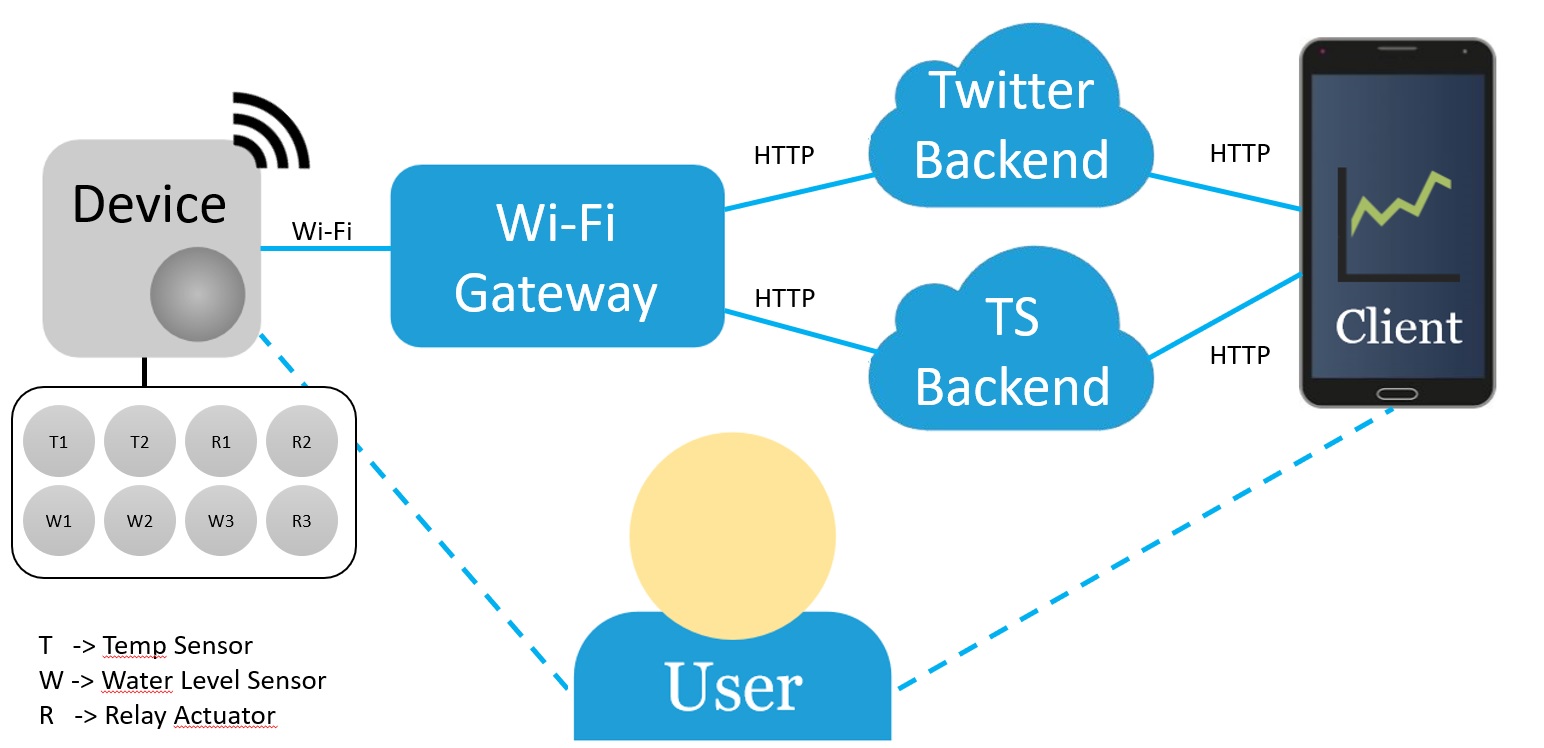 Device
Wi-Fi
Wi-Fi
Gateway
HTTP
HTTP
Twitter
Backend
TS
Backend
HTTP
HTTP
Client
T1 T2 R1 R2
W1 W2 W3 R3
User
T -> Temp Sensor
W -> Water Level Sensor
R -> Relay Actuator